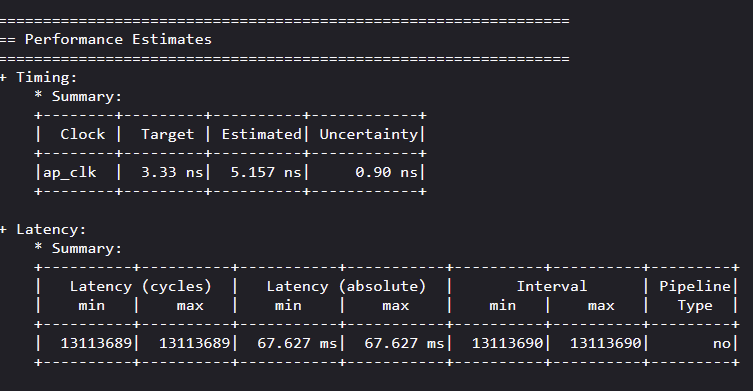 ================================================================
== Performance Estimates
================================================================
+ Timing:
    * Summary:
    +--------+---------+----------+------------+
    |  Clock |  Target | Estimated| Uncertainty|
    +--------+---------+----------+------------+
    |ap_clk  |  3.33 ns|  5.157 ns|     0.90 ns|
    +--------+---------+----------+------------+

+ Latency:
    * Summary:
    +----------+----------+-----------+-----------+----------+----------+---------+
    |   Latency (cycles)  |   Latency (absolute)  |       Interval      | Pipeline|
    |    min   |    max   |    min    |    max    |    min   |    max   |   Type  |
    +----------+----------+-----------+-----------+----------+----------+---------+
    |  13113689|  13113689|  67.627 ms|  67.627 ms|  13113690|  13113690|       no|
    +----------+----------+-----------+-----------+----------+----------+---------+